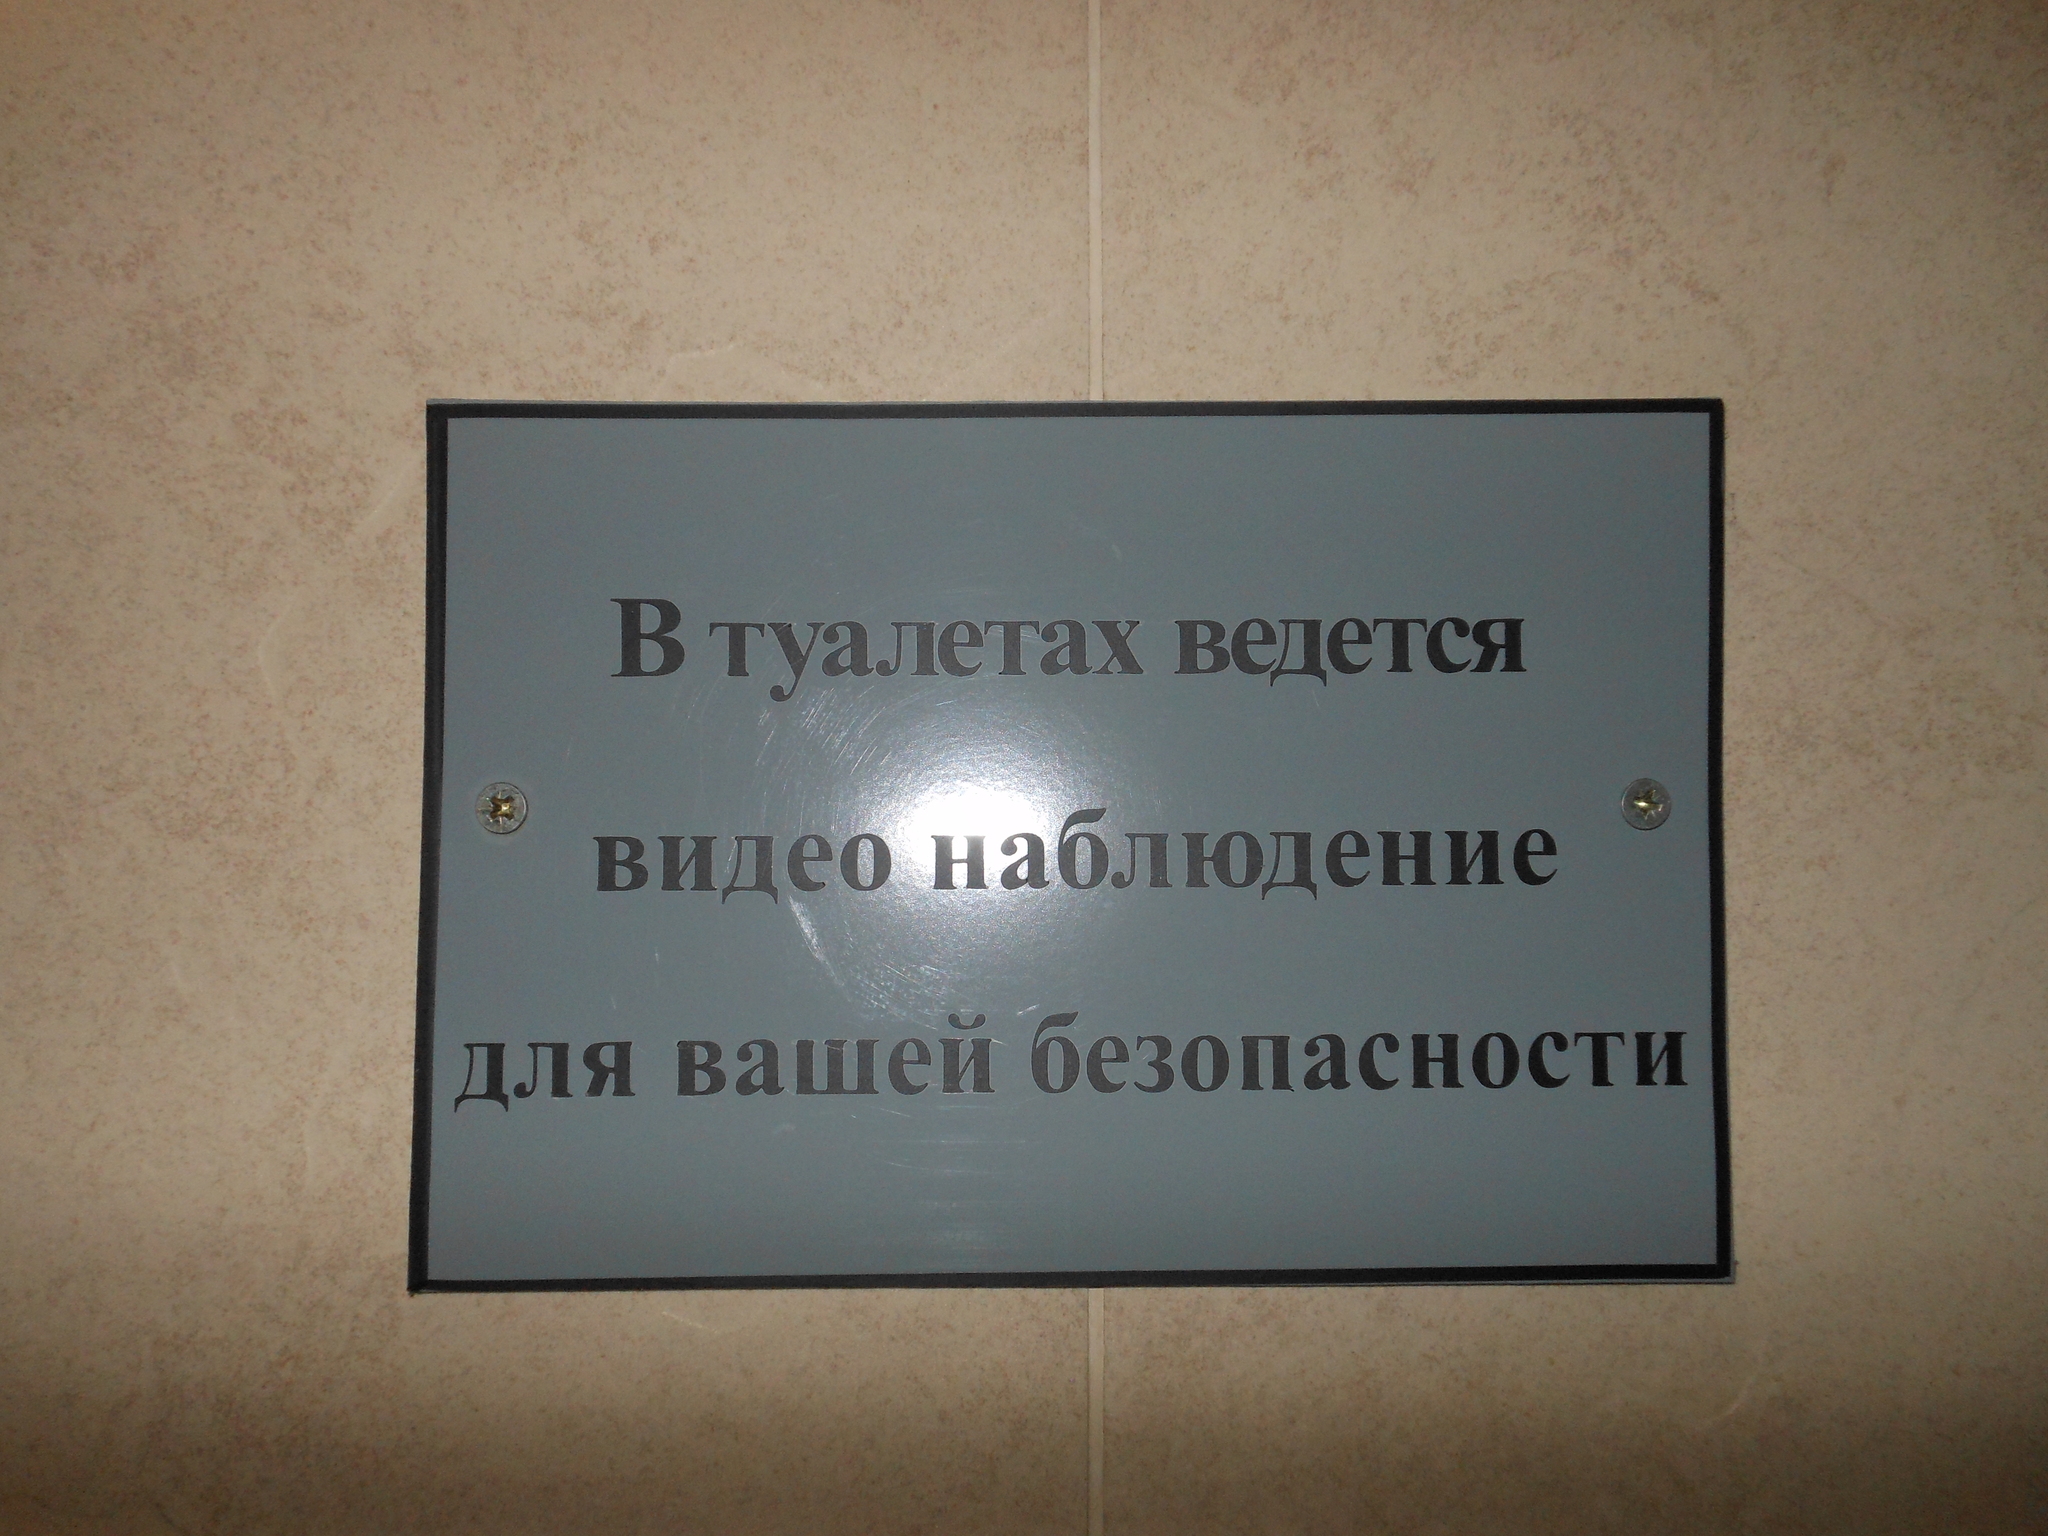 В туалетах ведется
видео наблюдение
для вашей безопасности